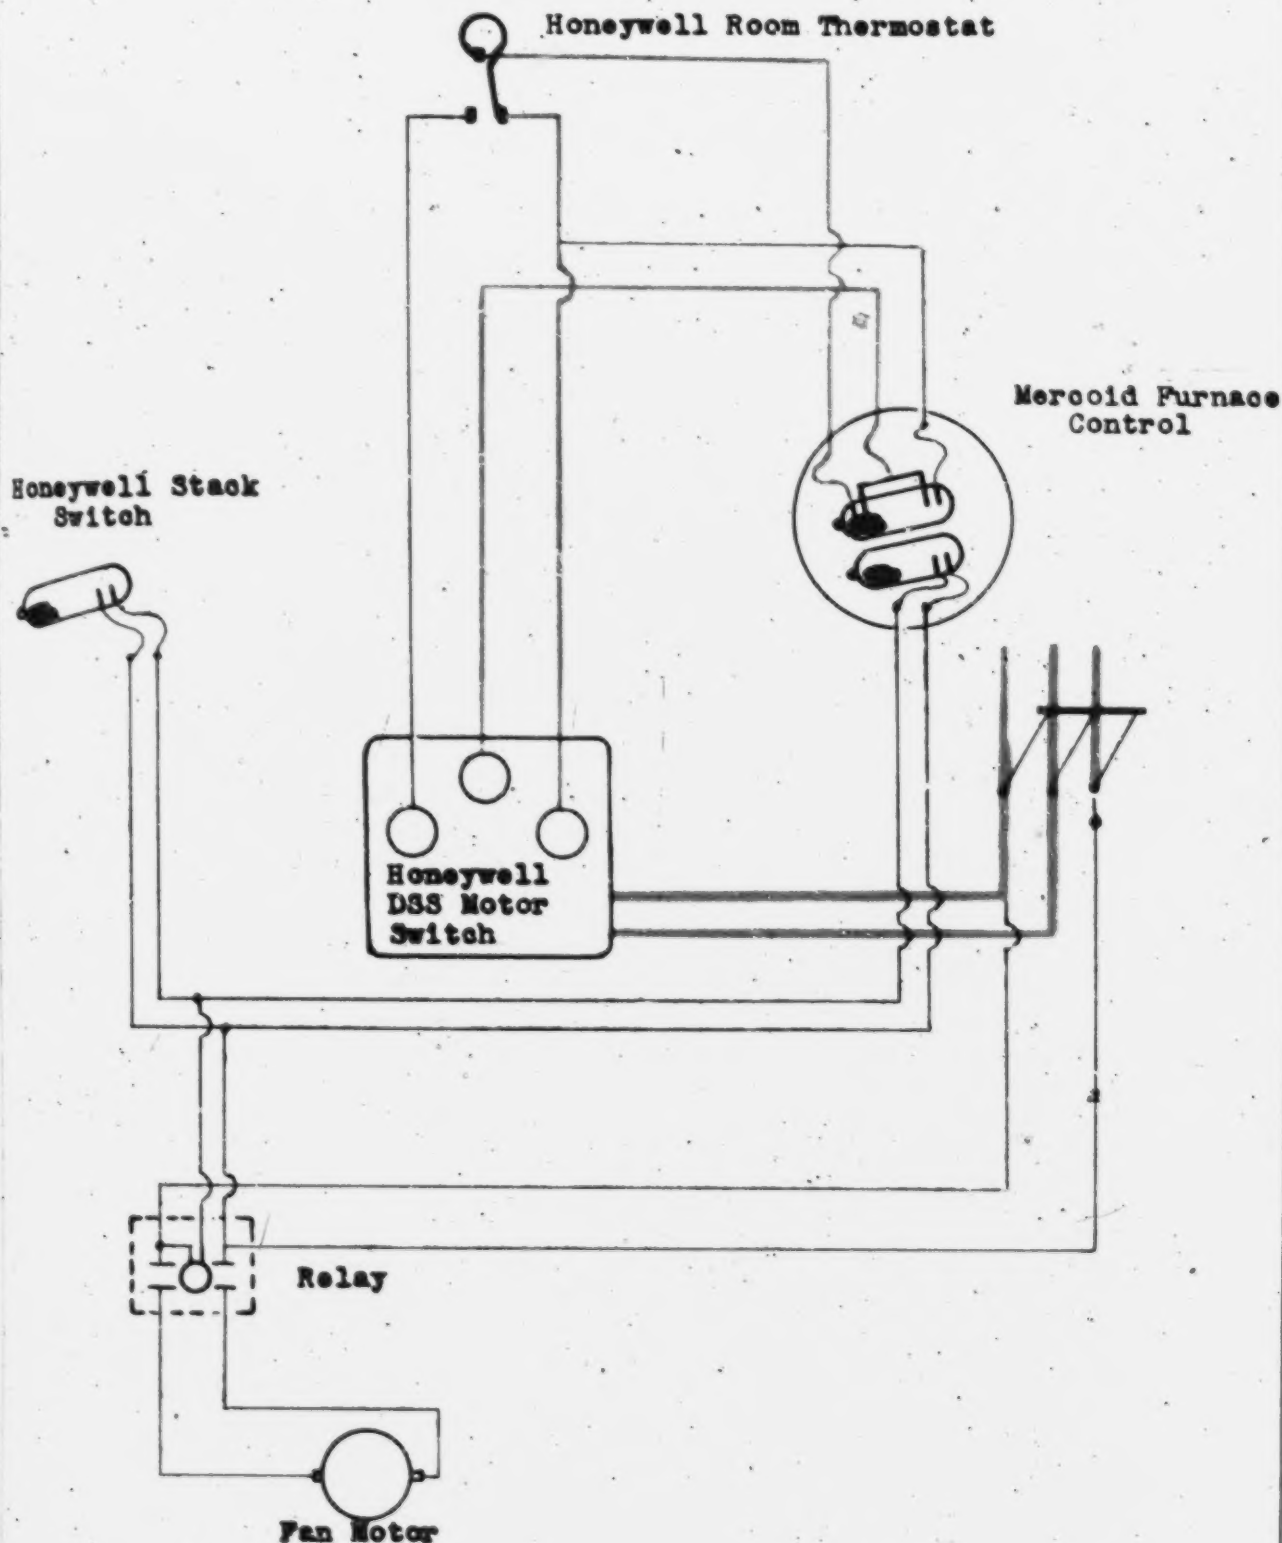 Honeywell Room Thermostat
Mercoid Furnace
Control
Honeywell Stack
Switch
Honeywell
DSS Motor
Switch
Relay
Fan Motor